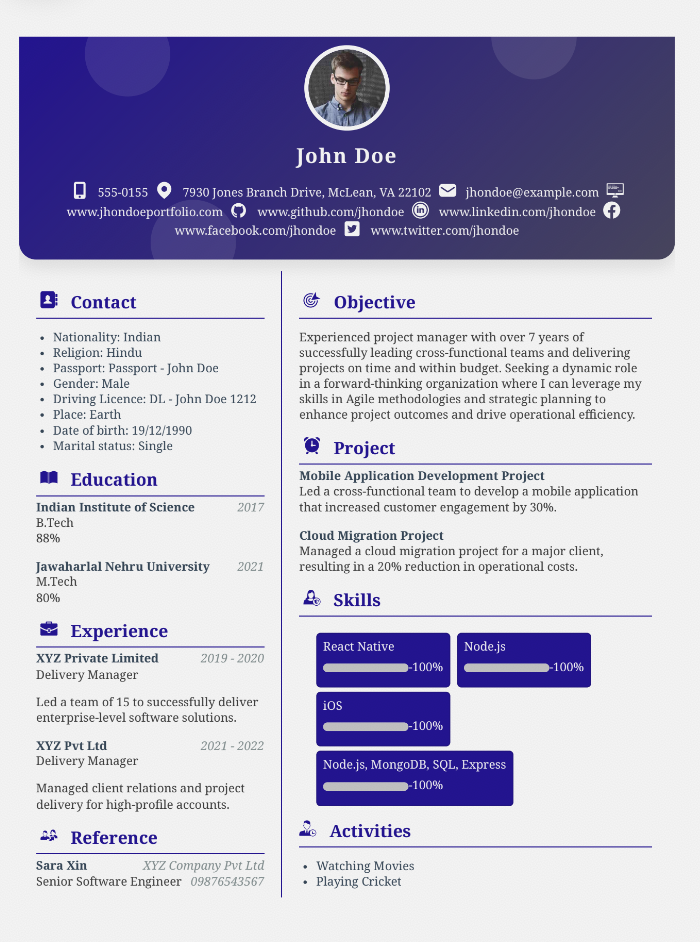 John Doe
555-0155 7930 Jones Branch Drive, McLean, VA 22102 jhondoe@example.com
www.jhondoeportfolio.com www.github.com/jhondoe www.linkedin.com/jhondoe
www.facebook.com/jhondoe www.twitter.com/jhondoe
Contact
• Nationality: Indian
• Religion: Hindu
• Passport: Passport - John Doe
• Gender: Male
• Driving Licence: DL - John Doe 1212
• Place: Earth
• Date of birth: 19/12/1990
• Marital status: Single
Education
Indian Institute of Science 2017
B.Tech
88%
Jawaharlal Nehru University 2021
M.Tech
80%
Experience
XYZ Private Limited 2019 - 2020
Delivery Manager
Led a team of 15 to successfully deliver
enterprise-level software solutions.
XYZ Pvt Ltd 2021 - 2022
Delivery Manager
Managed client relations and project
delivery for high-profile accounts.
Reference
Sara Xin XYZ Company Pvt Ltd
Senior Software Engineer 09876543567
Objective
Experienced project manager with over 7 years of
successfully leading cross-functional teams and delivering
projects on time and within budget. Seeking a dynamic role
in a forward-thinking organization where I can leverage my
skills in Agile methodologies and strategic planning to
enhance project outcomes and drive operational efficiency.
Project
Mobile Application Development Project
Led a cross-functional team to develop a mobile application
that increased customer engagement by 30%.
Cloud Migration Project
Managed a cloud migration project for a major client,
resulting in a 20% reduction in operational costs.
Skills
React Native
-100%
Node.js
-100%
iOS
-100%
Node.js, MongoDB, SQL, Express
-100%
Activities
• Watching Movies
• Playing Cricket